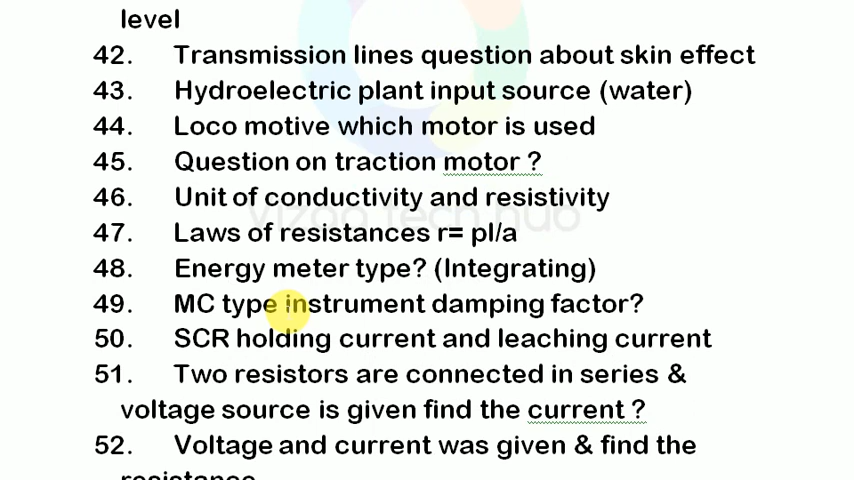 level
42. Transmission lines question about skin effect
43. Hydroelectric plant input source (water)
44. Loco motive which motor is used
45. Question on traction motor ?
46. Unit of conductivity and resistivity
47. Laws of resistances r= pl/a
48. Energy meter type? (Integrating)
49. MC type instrument damping factor?
50. SCR holding current and leaching current
51. Two resistors are connected in series &
voltage source is given find the current ?
52. Voltage and current was given & find the
resistance